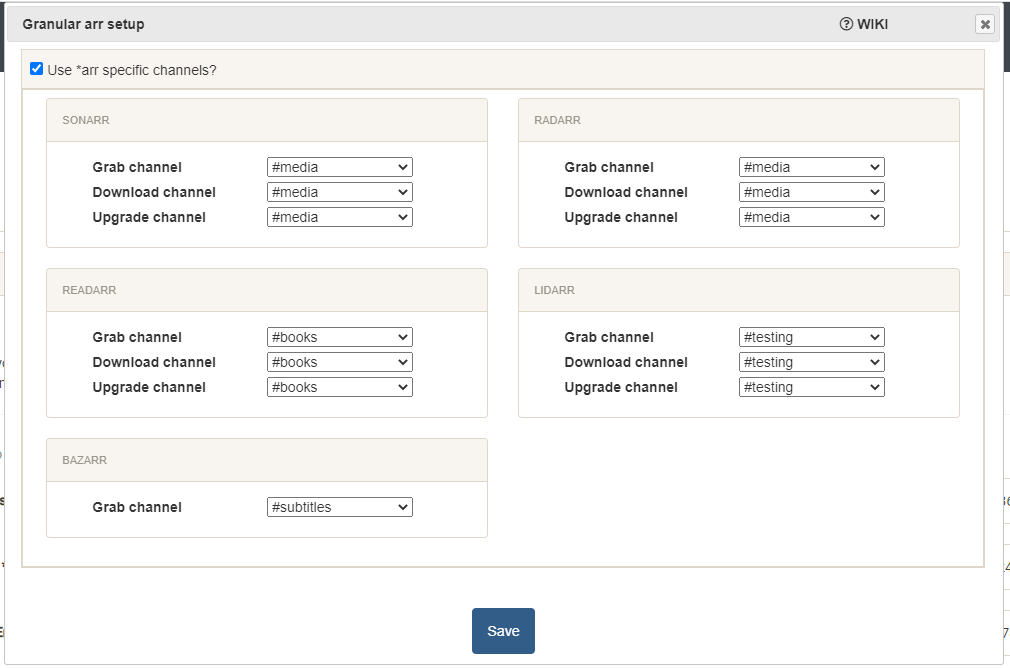 Granular arr setup
WIKI
Use *arr specific channels?
SONARR
Grab channel #media
Download channel #media
Upgrade channel #media
RADARR
Grab channel #media
Download channel #media
Upgrade channel #media
READARR
Grab channel #books
Download channel #books
Upgrade channel #books
LIDARR
Grab channel #testing
Download channel #testing
Upgrade channel #testing
BAZARR
Grab channel #subtitles
Save